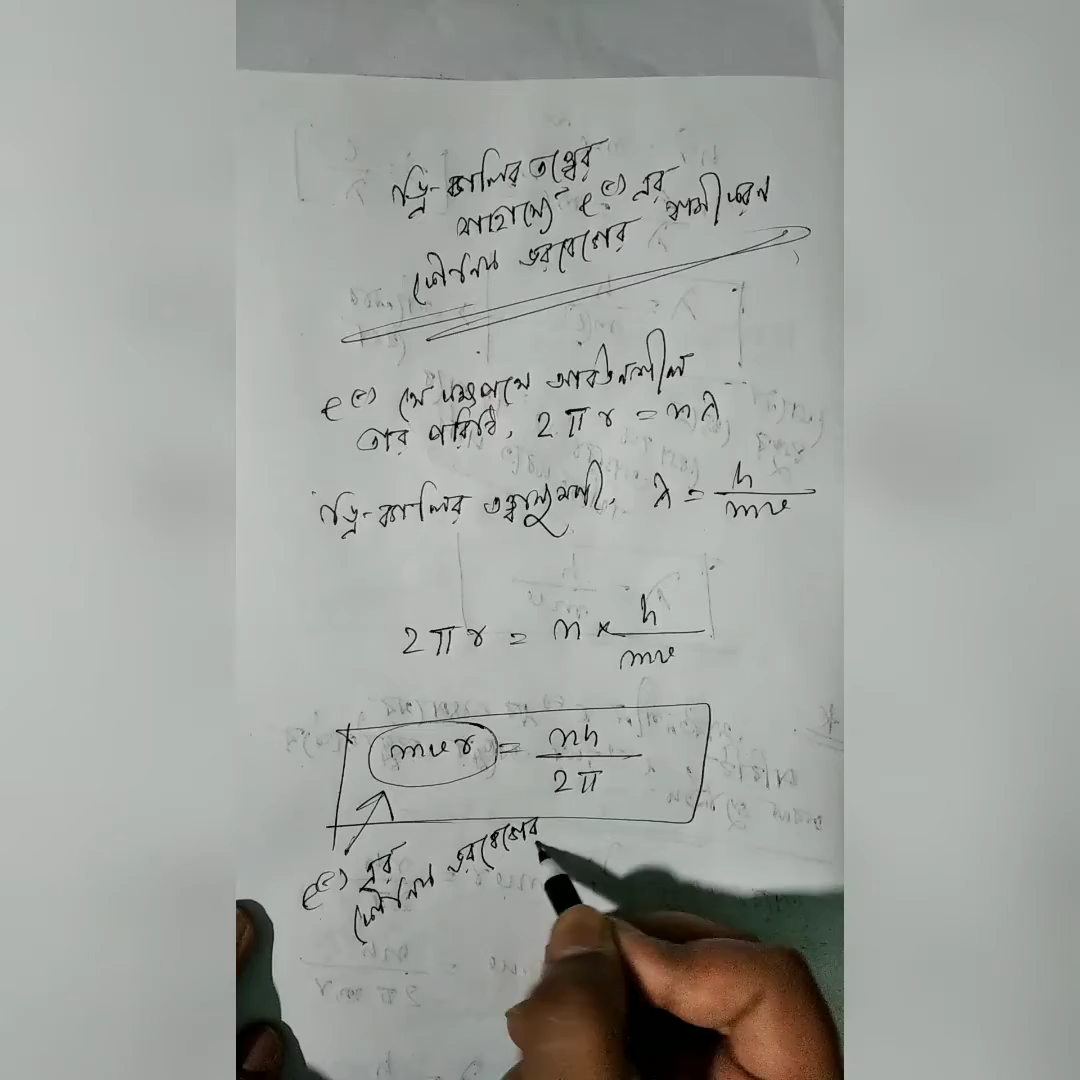 ডি-ব্রগলির তত্ত্বের
সাহায্যে e⁽⁻⁾ এর
কৌনিক ভরবেগের সমীকরণ
e⁽⁻⁾ যে কক্ষপথে আবর্তনশীল
তার পরিধি, 2πr = nλ
ডি-ব্রগলির তত্ত্বানুযায়ী, λ = h/mv
2πr = n × h/mv
mvr = nh/2π
e⁽⁻⁾ এর
কৌনিক ভরবেগের